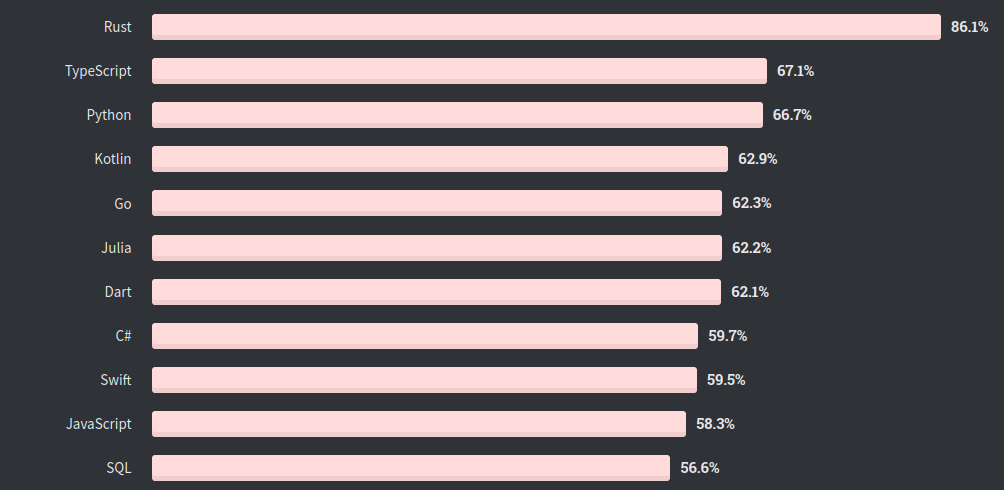 Rust 86.1%
TypeScript 67.1%
Python 66.7%
Kotlin 62.9%
Go 62.3%
Julia 62.2%
Dart 62.1%
C# 59.7%
Swift 59.5%
JavaScript 58.3%
SQL 56.6%